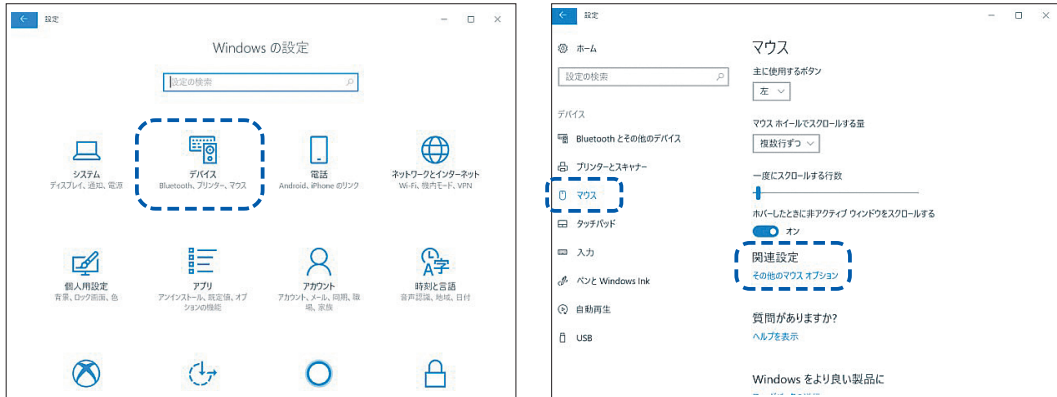 設定
Windows の設定
設定の検索
システム
ディスプレイ、通知、電源
デバイス
Bluetooth、プリンター、マウス
電話
Android、iPhone のリンク
ネットワークとインターネット
Wi-Fi、機内モード、VPN
個人用設定
背景、ロック画面、色
アプリ
アンインストール、既定値、オプ
ションの機能
アカウント
アカウント、メール、同期、職
場、家族
時刻と言語
音声認識、地域、日付
字
A
設定
ホーム
設定の検索
デバイス
Bluetooth とその他のデバイス
プリンターとスキャナー
マウス
タッチパッド
入力
ペンと Windows Ink
自動再生
USB
マウス
主に使用するボタン
左
マウス ホイールでスクロールする量
複数行ずつ
一度にスクロールする行数
ホバーしたときに非アクティブ ウィンドウをスクロールする
オン
関連設定
その他のマウス オプション
質問がありますか?
ヘルプを表示
Windows をより良い製品に